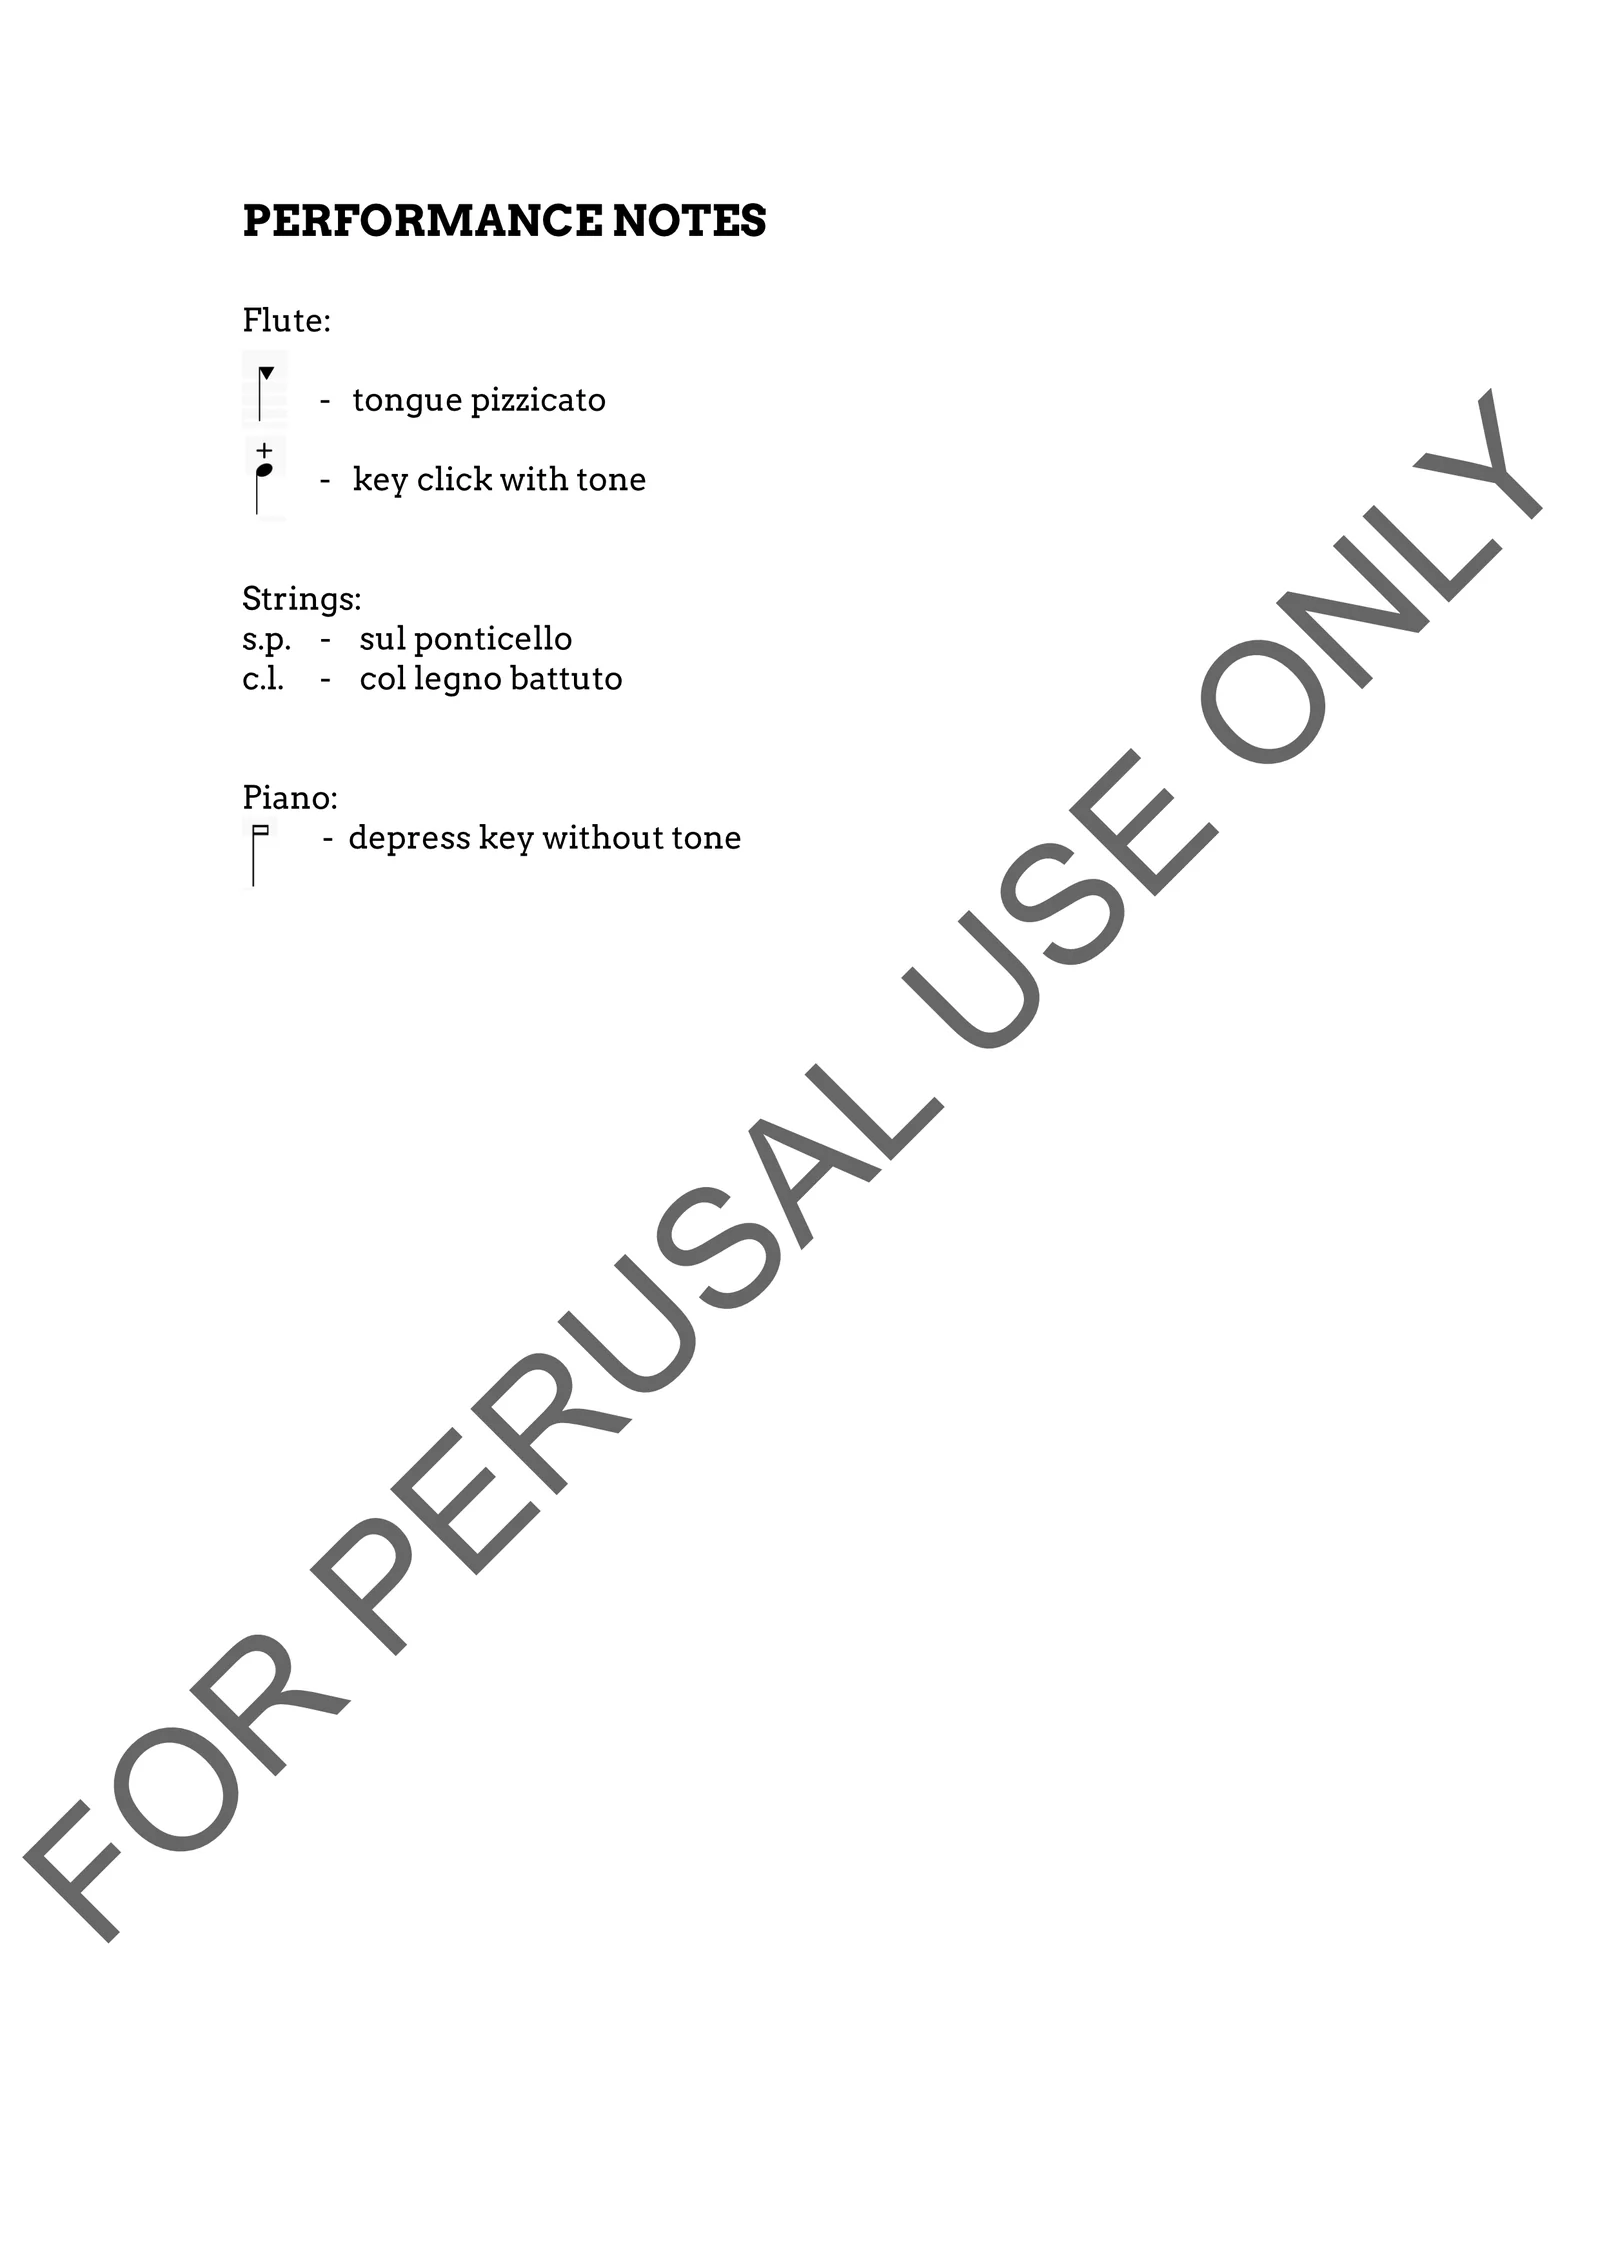 PERFORMANCE NOTES
Flute:
- tongue pizzicato
+
- key click with tone
Strings:
s.p. - sul ponticello
c.l. - col legno battuto
Piano:
- depress key without tone
FOR PERUSAL USE ONLY